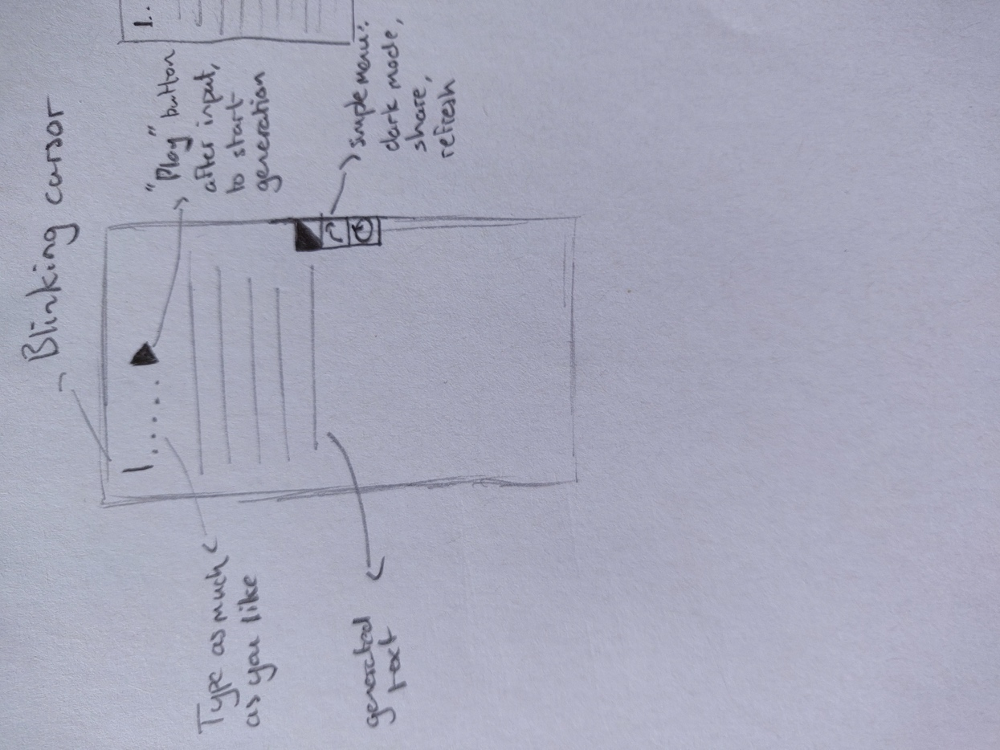 Blinking cursor
"Play" button
after input,
to start
generation
simple menu:
dark mode,
share,
refresh
Type as much
as you like
generated
text